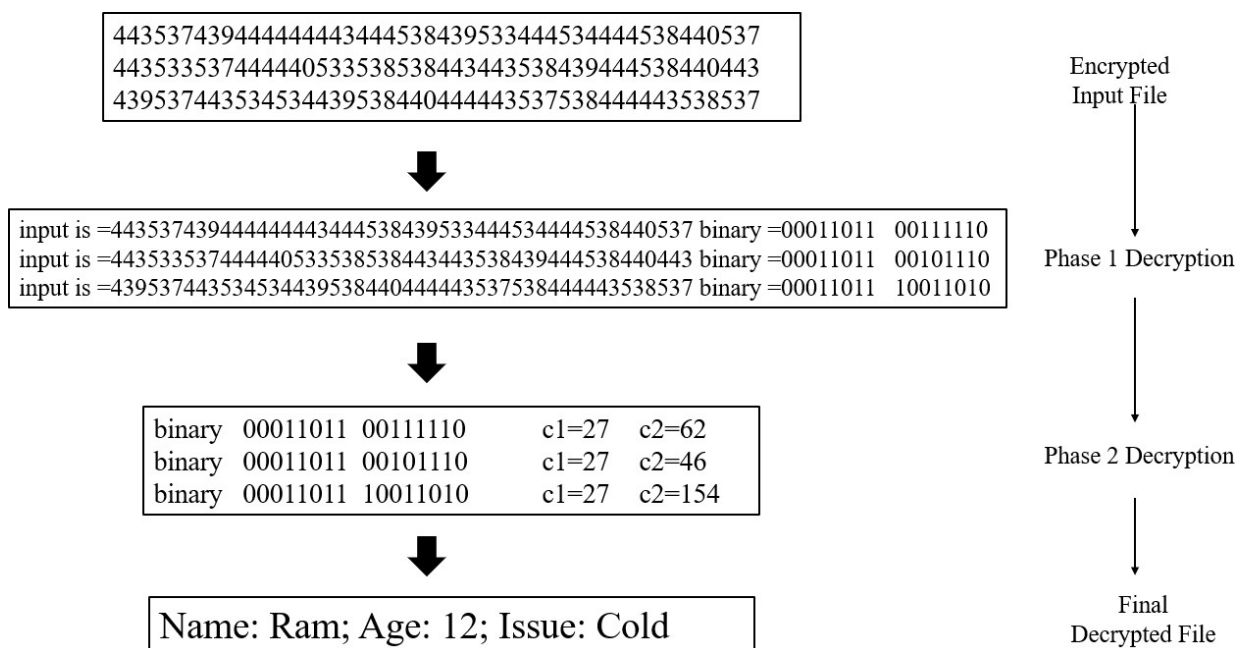 443537439444444443444538439533444534444538440537
443533537444440533538538443443538439444538440443
439537443534534439538440444443537538444443538537
Encrypted
Input File
input is =443537439444444443444538439533444534444538440537 binary =00011011 00111110
input is =443533537444440533538538443443538439444538440443 binary =00011011 00101110
input is =439537443534534439538440444443537538444443538537 binary =00011011 10011010
Phase 1 Decryption
binary 00011011 00111110 c1=27 c2=62
binary 00011011 00101110 c1=27 c2=46
binary 00011011 10011010 c1=27 c2=154
Phase 2 Decryption
Name: Ram; Age: 12; Issue: Cold
Final
Decrypted File